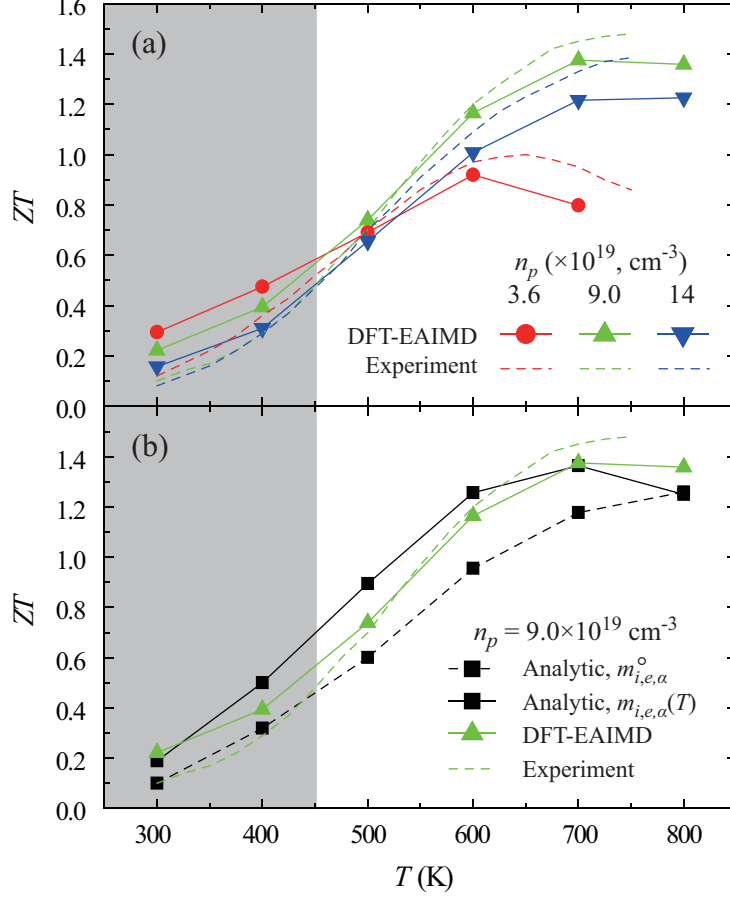 1.6
(a)
1.4
1.2
1.0
ZT
0.8
0.6
n_p (×10^19, cm^-3)
0.4
3.6 9.0 14
DFT-EAIMD
0.2
Experiment
0.0
(b)
1.4
1.2
1.0
ZT
0.8
n_p = 9.0×10^19 cm^-3
0.6
Analytic, m°_{i,e,α}
Analytic, m_{i,e,α}(T)
0.4
DFT-EAIMD
0.2
Experiment
0.0
300 400 500 600 700 800
T (K)